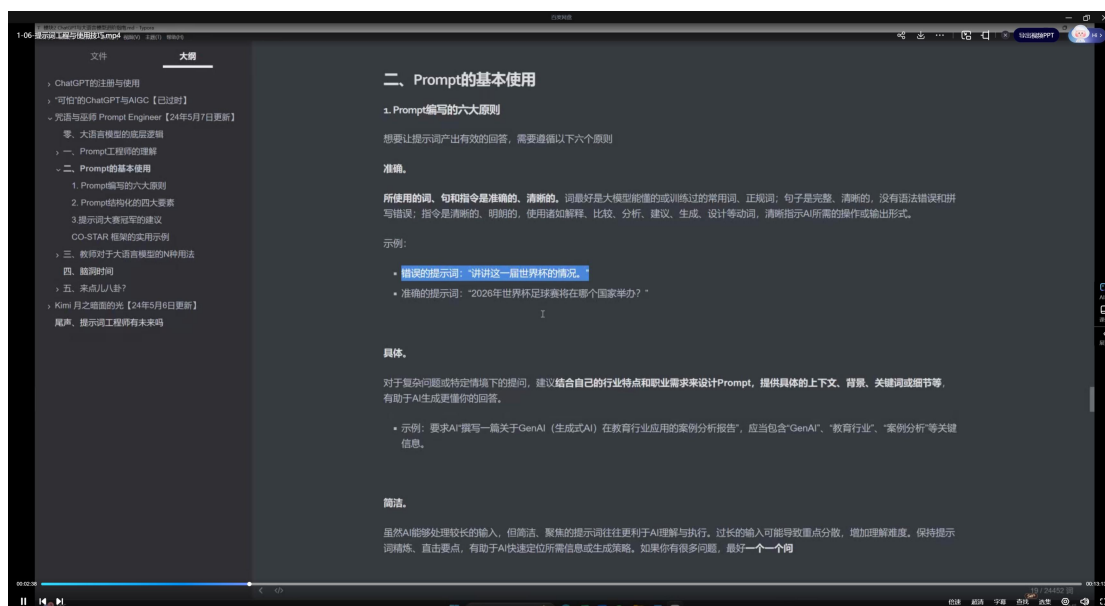 百度网盘
1-06-提示词工程与使用技巧.mp4
导出视频PPT
文件
大纲
ChatGPT的注册与使用
“可怕”的ChatGPT与AIGC【已过时】
咒语与巫师 Prompt Engineer【24年5月7日更新】
零、大语言模型的底层逻辑
一、Prompt工程师的理解
二、Prompt的基本使用
1. Prompt编写的六大原则
2. Prompt结构化的四大要素
3.提示词大赛冠军的建议
CO-STAR 框架的实用示例
三、教师对于大语言模型的N种用法
四、脑洞时间
五、来点儿八卦?
Kimi 月之暗面的光【24年5月6日更新】
尾声、提示词工程师有未来吗
二、Prompt的基本使用
1. Prompt编写的六大原则
想要让提示词产出有效的回答，需要遵循以下六个原则
准确。
所使用的词、句和指令是准确的、清晰的。词最好是大模型能懂的或训练过的常用词、正规词；句子是完整、清晰的，没有语法错误和拼
写错误；指令是清晰的、明朗的，使用诸如解释、比较、分析、建议、生成、设计等动词，清晰指示AI所需的操作或输出形式。
示例：
• 错误的提示词：“讲讲这一届世界杯的情况。”
• 准确的提示词：“2026年世界杯足球赛将在哪个国家举办？”
具体。
对于复杂问题或特定情境下的提问，建议结合自己的行业特点和职业需求来设计Prompt，提供具体的上下文、背景、关键词或细节等，
有助于AI生成更懂你的回答。
• 示例：要求AI“撰写一篇关于GenAI（生成式AI）在教育行业应用的案例分析报告”，应当包含“GenAI”、“教育行业”、“案例分析”等关键
信息。
简洁。
虽然AI能够处理较长的输入，但简洁、聚焦的提示词往往更利于AI理解与执行。过长的输入可能导致重点分散，增加理解难度。保持提示
词精炼、直击要点，有助于AI快速定位所需信息或生成策略。如果你有很多问题，最好一个一个问
00:02:38
00:13:13
/ 24452 词
倍速 超清 字幕 查找 选集